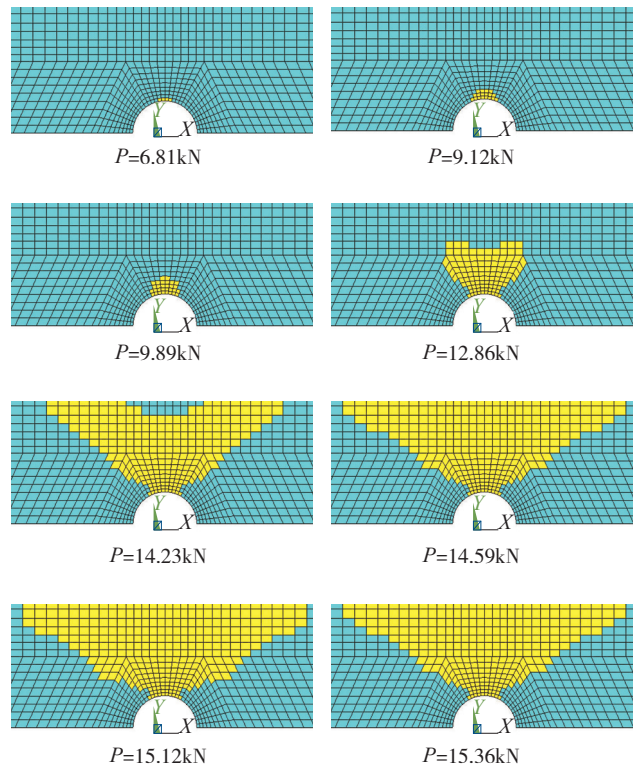 Y X
Y X
P=6.81kN
P=9.12kN
Y X
Y X
P=9.89kN
P=12.86kN
Y X
Y X
P=14.23kN
P=14.59kN
Y X
Y X
P=15.12kN
P=15.36kN